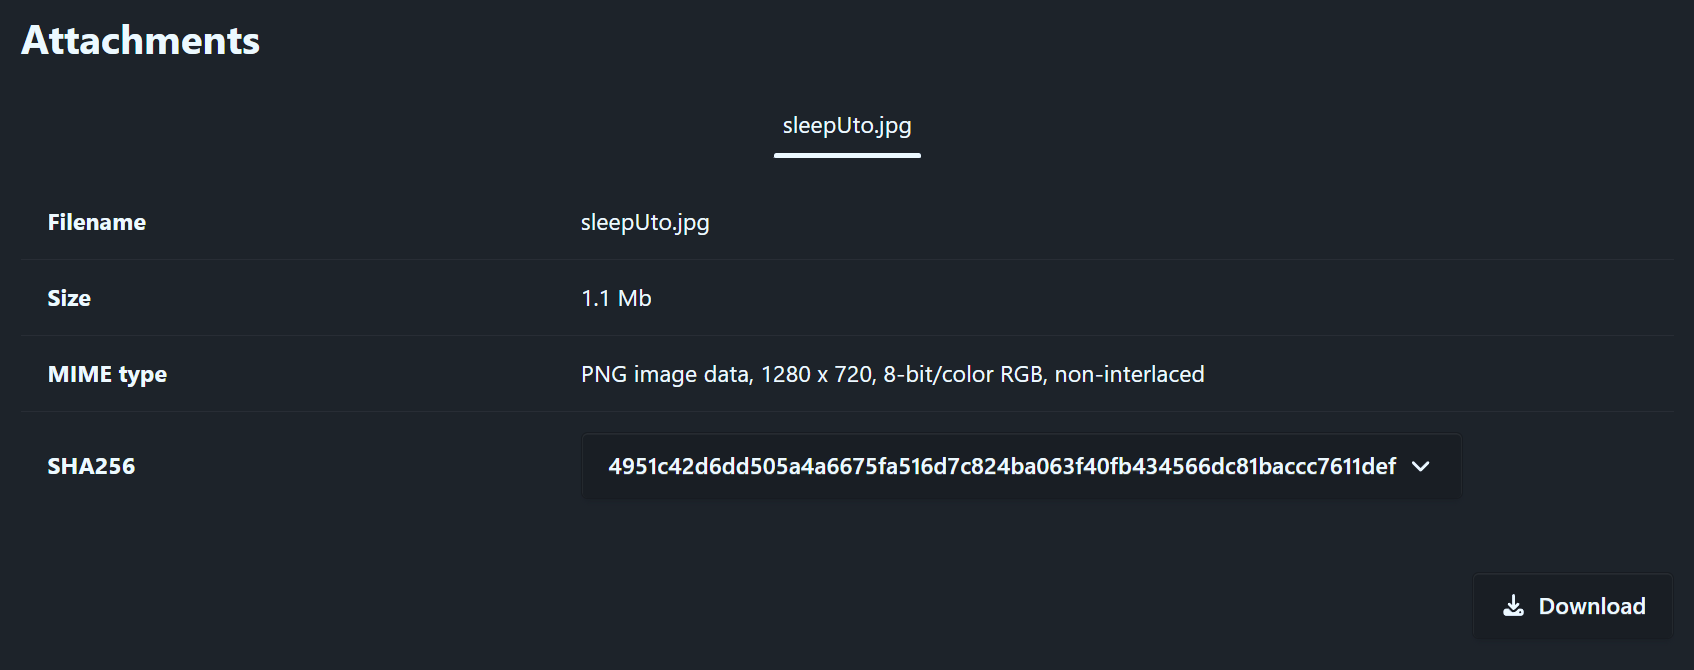 Attachments
sleepUto.jpg
Filename sleepUto.jpg
Size 1.1 Mb
MIME type PNG image data, 1280 x 720, 8-bit/color RGB, non-interlaced
SHA256 4951c42d6dd505a4a6675fa516d7c824ba063f40fb434566dc81baccc7611def
Download